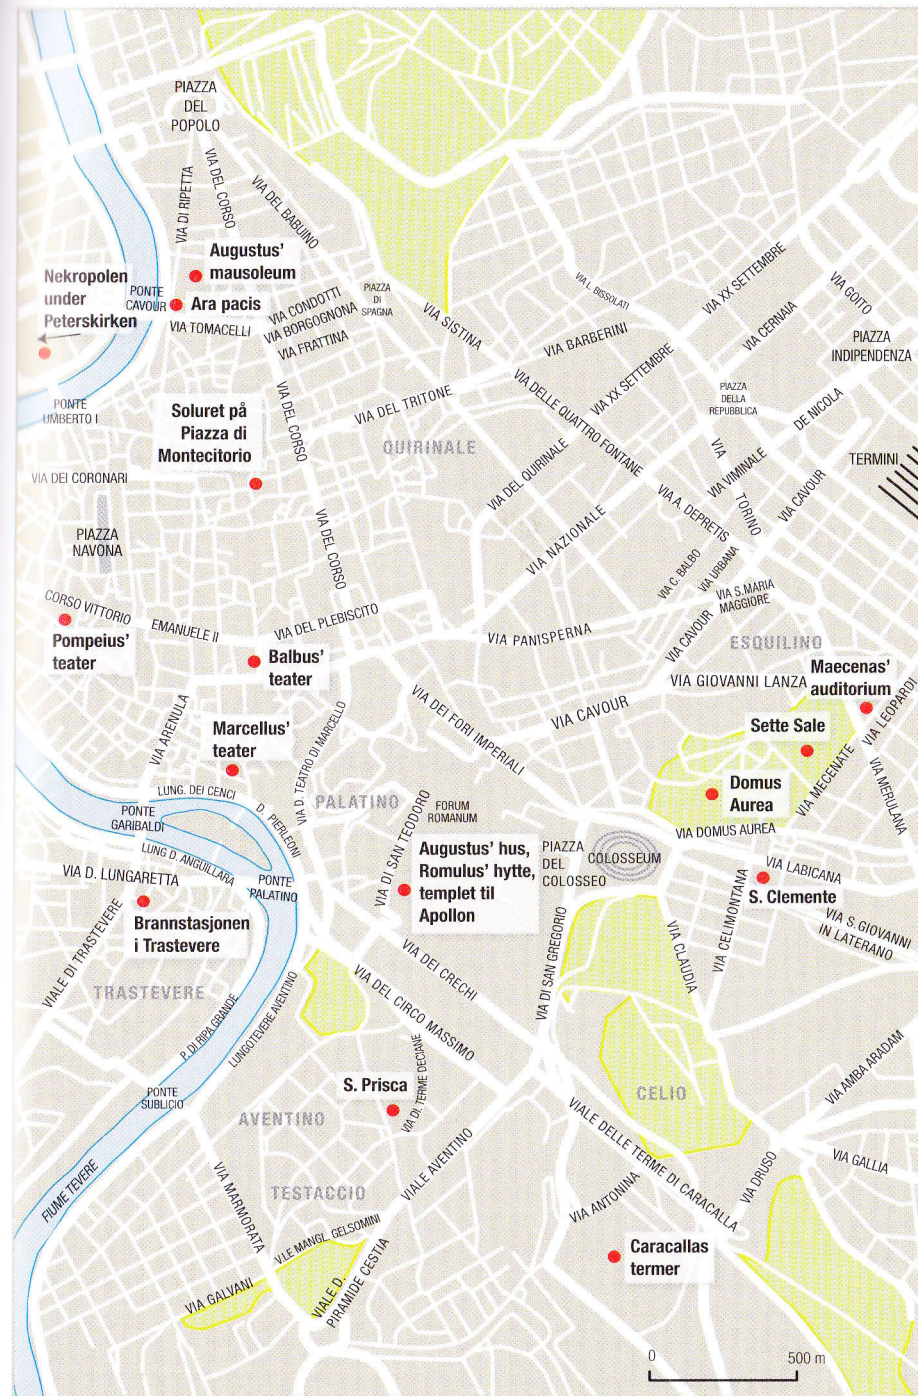 PIAZZA
DEL
POPOLO
VIA DI RIPETTA
VIA DEL CORSO
VIA DEL BABUINO
Augustus'
mausoleum
Nekropolen
under
Peterskirken
PONTE
CAVOUR
Ara pacis
PIAZZA
DI
SPAGNA
VIA CONDOTTI
VIA BORGOGNONA
VIA FRATTINA
VIA TOMACELLI
VIA SISTINA
VIA L. BISSOLATI
VIA XX SETTEMBRE
VIA GOITO
VIA CERNAIA
PIAZZA
INDIPENDENZA
VIA BARBERINI
VIA XX SETTEMBRE
PIAZZA
DELLA
REPUBBLICA
DE NICOLA
PONTE
UMBERTO I
Soluret på
Piazza di
Montecitorio
VIA DEL CORSO
VIA DEL TRITONE
QUIRINALE
VIA DELLE QUATTRO FONTANE
VIA DEL QUIRINALE
VIA
TORINO
VIA VIMINALE
VIA CAVOUR
TERMINI
VIA DEI CORONARI
VIA A. DEPRETIS
PIAZZA
NAVONA
VIA DEL CORSO
VIA NAZIONALE
VIA C. BALBO
VIA URBANA
VIA S.MARIA
MAGGIORE
CORSO VITTORIO
EMANUELE II
VIA DEL PLEBISCITO
VIA PANISPERNA
VIA CAVOUR
ESQUILINO
Pompeius'
teater
Balbus'
teater
VIA GIOVANNI LANZA
Maecenas'
auditorium
VIA LEOPARDI
VIA ARENULA
Marcellus'
teater
VIA D. TEATRO DI MARCELLO
VIA DEI FORI IMPERIALI
VIA CAVOUR
Sette Sale
VIA MECENATE
VIA MERULANA
Domus
Aurea
LUNG. DEI CENCI
D. PIERLEONI
PALATINO
PONTE
GARIBALDI
VIA DI SAN TEODORO
FORUM
ROMANUM
VIA DOMUS AUREA
LUNG D. ANGUILLARA
Augustus' hus,
Romulus' hytte,
templet til
Apollon
PIAZZA
DEL
COLOSSEO
COLOSSEUM
VIA LABICANA
VIA D. LUNGARETTA
PONTE
PALATINO
S. Clemente
VIA CELIMONTANA
VIA S.GIOVANNI
IN LATERANO
Brannstasjonen
i Trastevere
VIALE DI TRASTEVERE
TRASTEVERE
VIA DEI CRECHI
VIA DI SAN GREGORIO
VIA CLAUDIA
VIA DEL CIRCO MASSIMO
P. DI RIPA GRANDE
LUNGOTEVERE AVENTINO
PONTE
SUBLICIO
S. Prisca
VIA DI. TERME DECIANE
AVENTINO
CELIO
VIA AMBA ARADAM
VIALE DELLE TERME DI CARACALLA
VIA GALLIA
VIA DRUSO
VIALE AVENTINO
VIA ANTONINA
FIUME TEVERE
TESTACCIO
VIA MARMORATA
V.LE MANGL GELSOMINI
VIA GALVANI
VIALE D.
PIRAMIDE CESTIA
Caracallas
termer
0
500 m